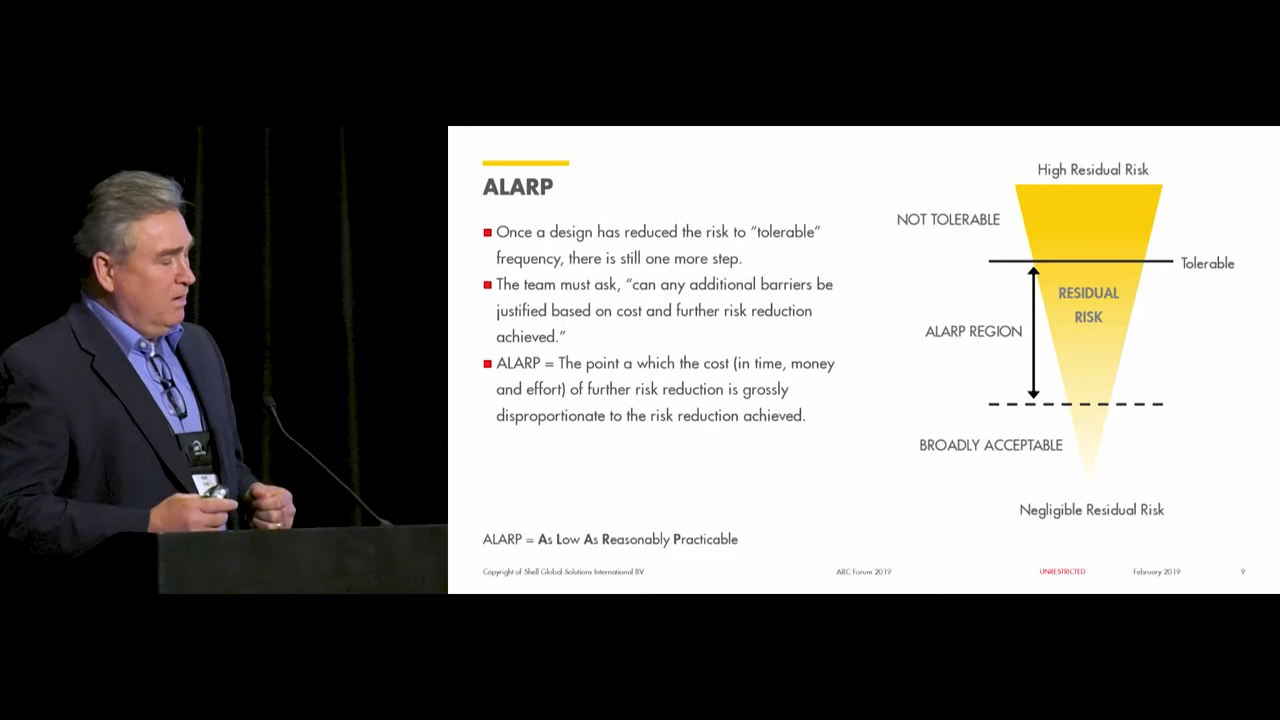 ALARP
Once a design has reduced the risk to “tolerable”
frequency, there is still one more step.
The team must ask, “can any additional barriers be
justified based on cost and further risk reduction
achieved.”
ALARP = The point a which the cost (in time, money
and effort) of further risk reduction is grossly
disproportionate to the risk reduction achieved.
ALARP = As Low As Reasonably Practicable
High Residual Risk
NOT TOLERABLE
Tolerable
RESIDUAL
RISK
ALARP REGION
BROADLY ACCEPTABLE
Negligible Residual Risk
Copyright of Shell Global Solutions International BV
ARC Forum 2019
UNRESTRICTED
February 2019
9